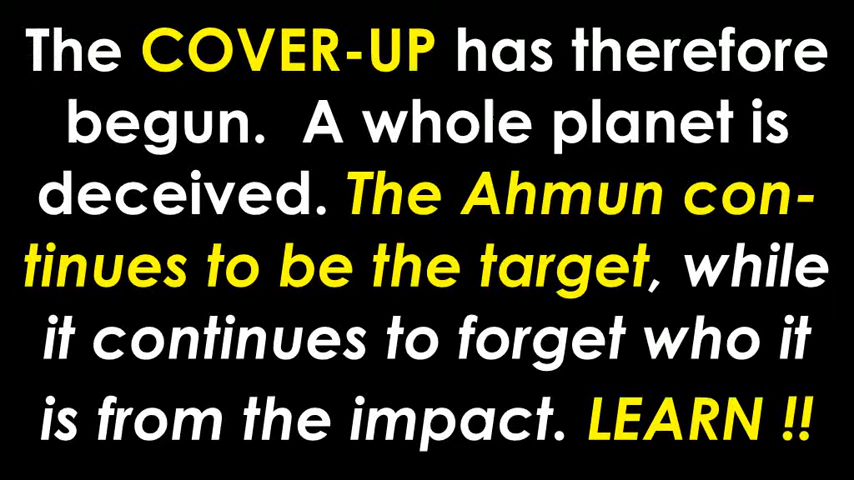 The COVER-UP has therefore
begun.  A whole planet is
deceived. The Ahmun con-
tinues to be the target, while
it continues to forget who it
is from the impact. LEARN !!